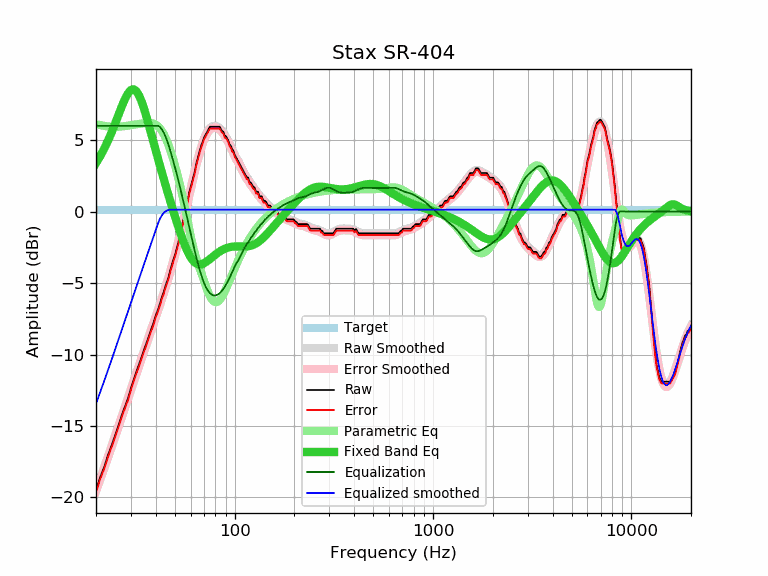 Stax SR-404
Amplitude (dBr)
5
0
−5
−10
−15
−20
Target
Raw Smoothed
Error Smoothed
Raw
Error
Parametric Eq
Fixed Band Eq
Equalization
Equalized smoothed
100
1000
10000
Frequency (Hz)